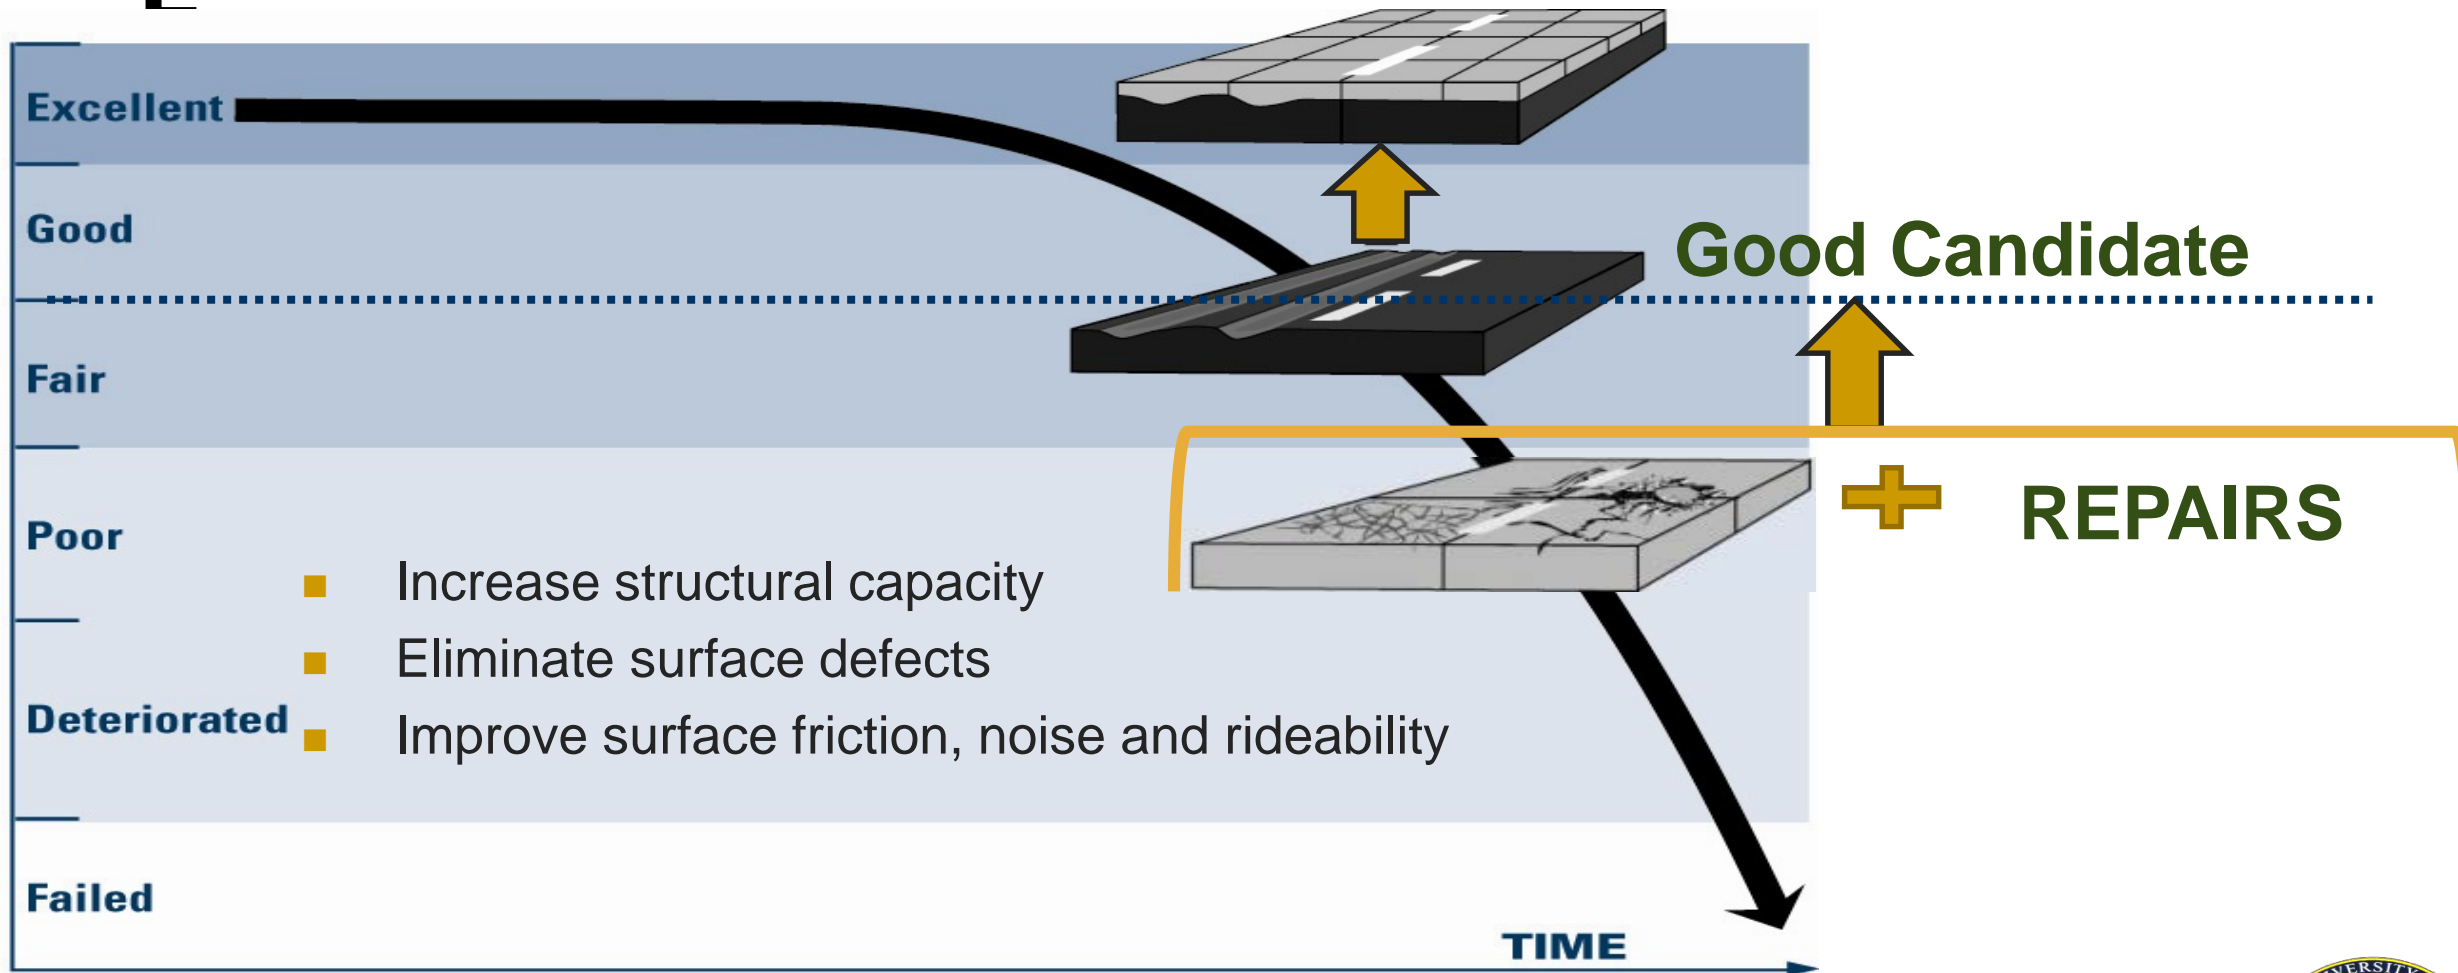 Excellent
Good
Good Candidate
Fair
Poor
REPAIRS
Increase structural capacity
Eliminate surface defects
Deteriorated
Improve surface friction, noise and rideability
Failed
TIME